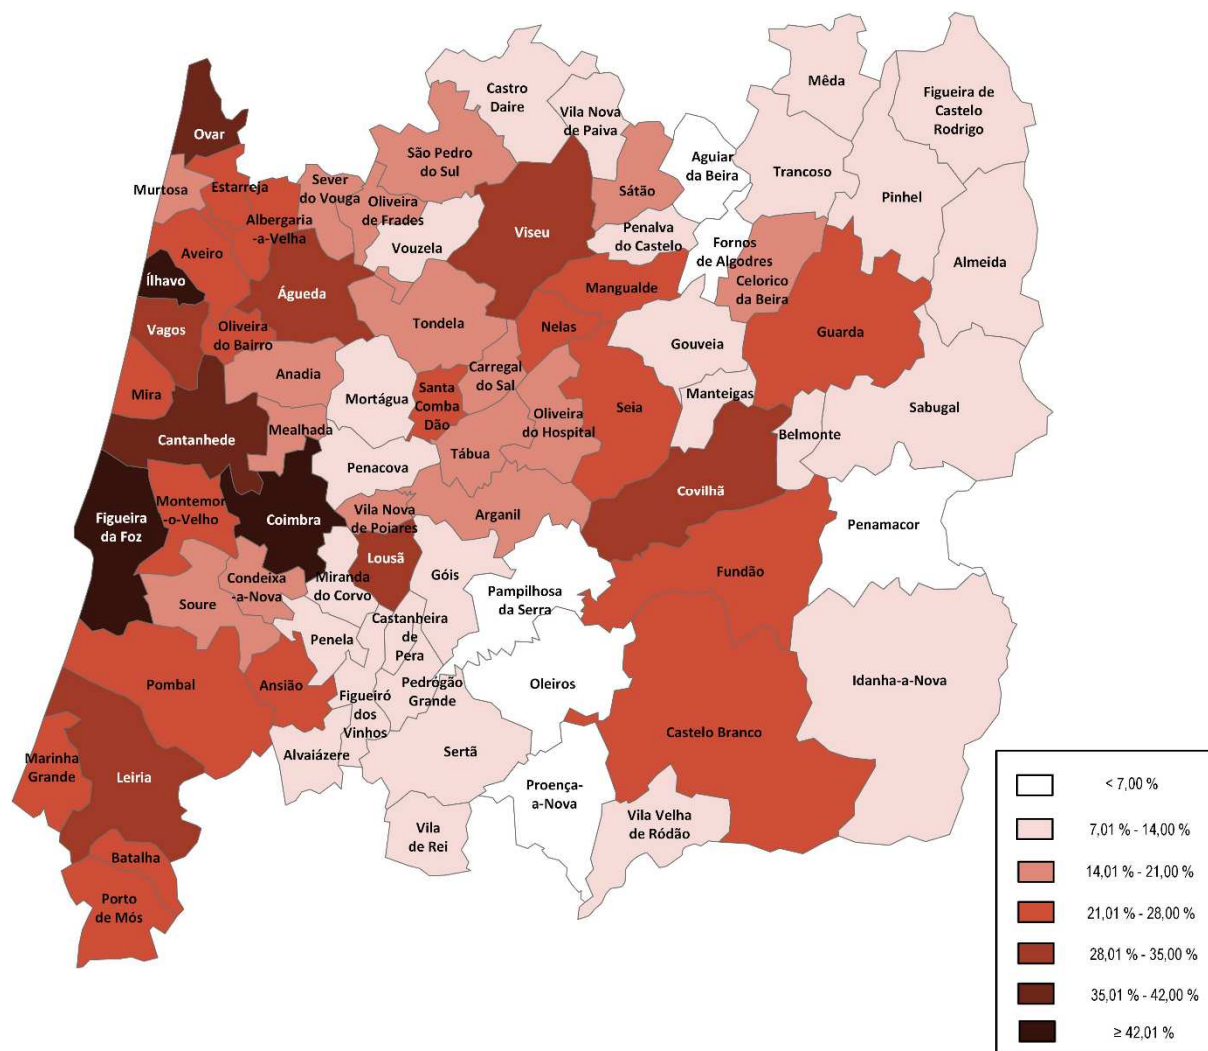 Castro
Daire
Mêda
Figueira de
Castelo
Rodrigo
Vila Nova
de Paiva
Ovar
São Pedro
do Sul
Aguiar
da Beira
Trancoso
Murtosa
Estarreja
Sever
do Vouga
Sátão
Pinhel
Oliveira
de Frades
Albergaria
-a-Velha
Viseu
Penalva
do Castelo
Vouzela
Fornos
de Algodres
Aveiro
Almeida
Ílhavo
Águeda
Mangualde
Celorico
da Beira
Vagos
Oliveira
do Bairro
Tondela
Nelas
Guarda
Gouveia
Anadia
Carregal
do Sal
Mira
Mortágua
Santa
Comba
Dão
Manteigas
Seia
Sabugal
Oliveira
do Hospital
Mealhada
Cantanhede
Belmonte
Tábua
Penacova
Covilhã
Montemor
-o-Velho
Figueira
da Foz
Coimbra
Vila Nova
de Poiares
Arganil
Penamacor
Lousã
Fundão
Góis
Condeixa
-a-Nova
Miranda
do Corvo
Pampilhosa
da Serra
Soure
Castanheira
de
Pera
Penela
Pombal
Ansião
Pedrógão
Grande
Oleiros
Idanha-a-Nova
Figueiró
dos
Vinhos
Castelo Branco
Alvaiázere
Sertã
Marinha
Grande
Leiria
Proença-
a-Nova
Vila Velha
de Ródão
Vila
de Rei
Batalha
Porto
de Mós
< 7,00 %
7,01 % - 14,00 %
14,01 % - 21,00 %
21,01 % - 28,00 %
28,01 % - 35,00 %
35,01 % - 42,00 %
≥ 42,01 %